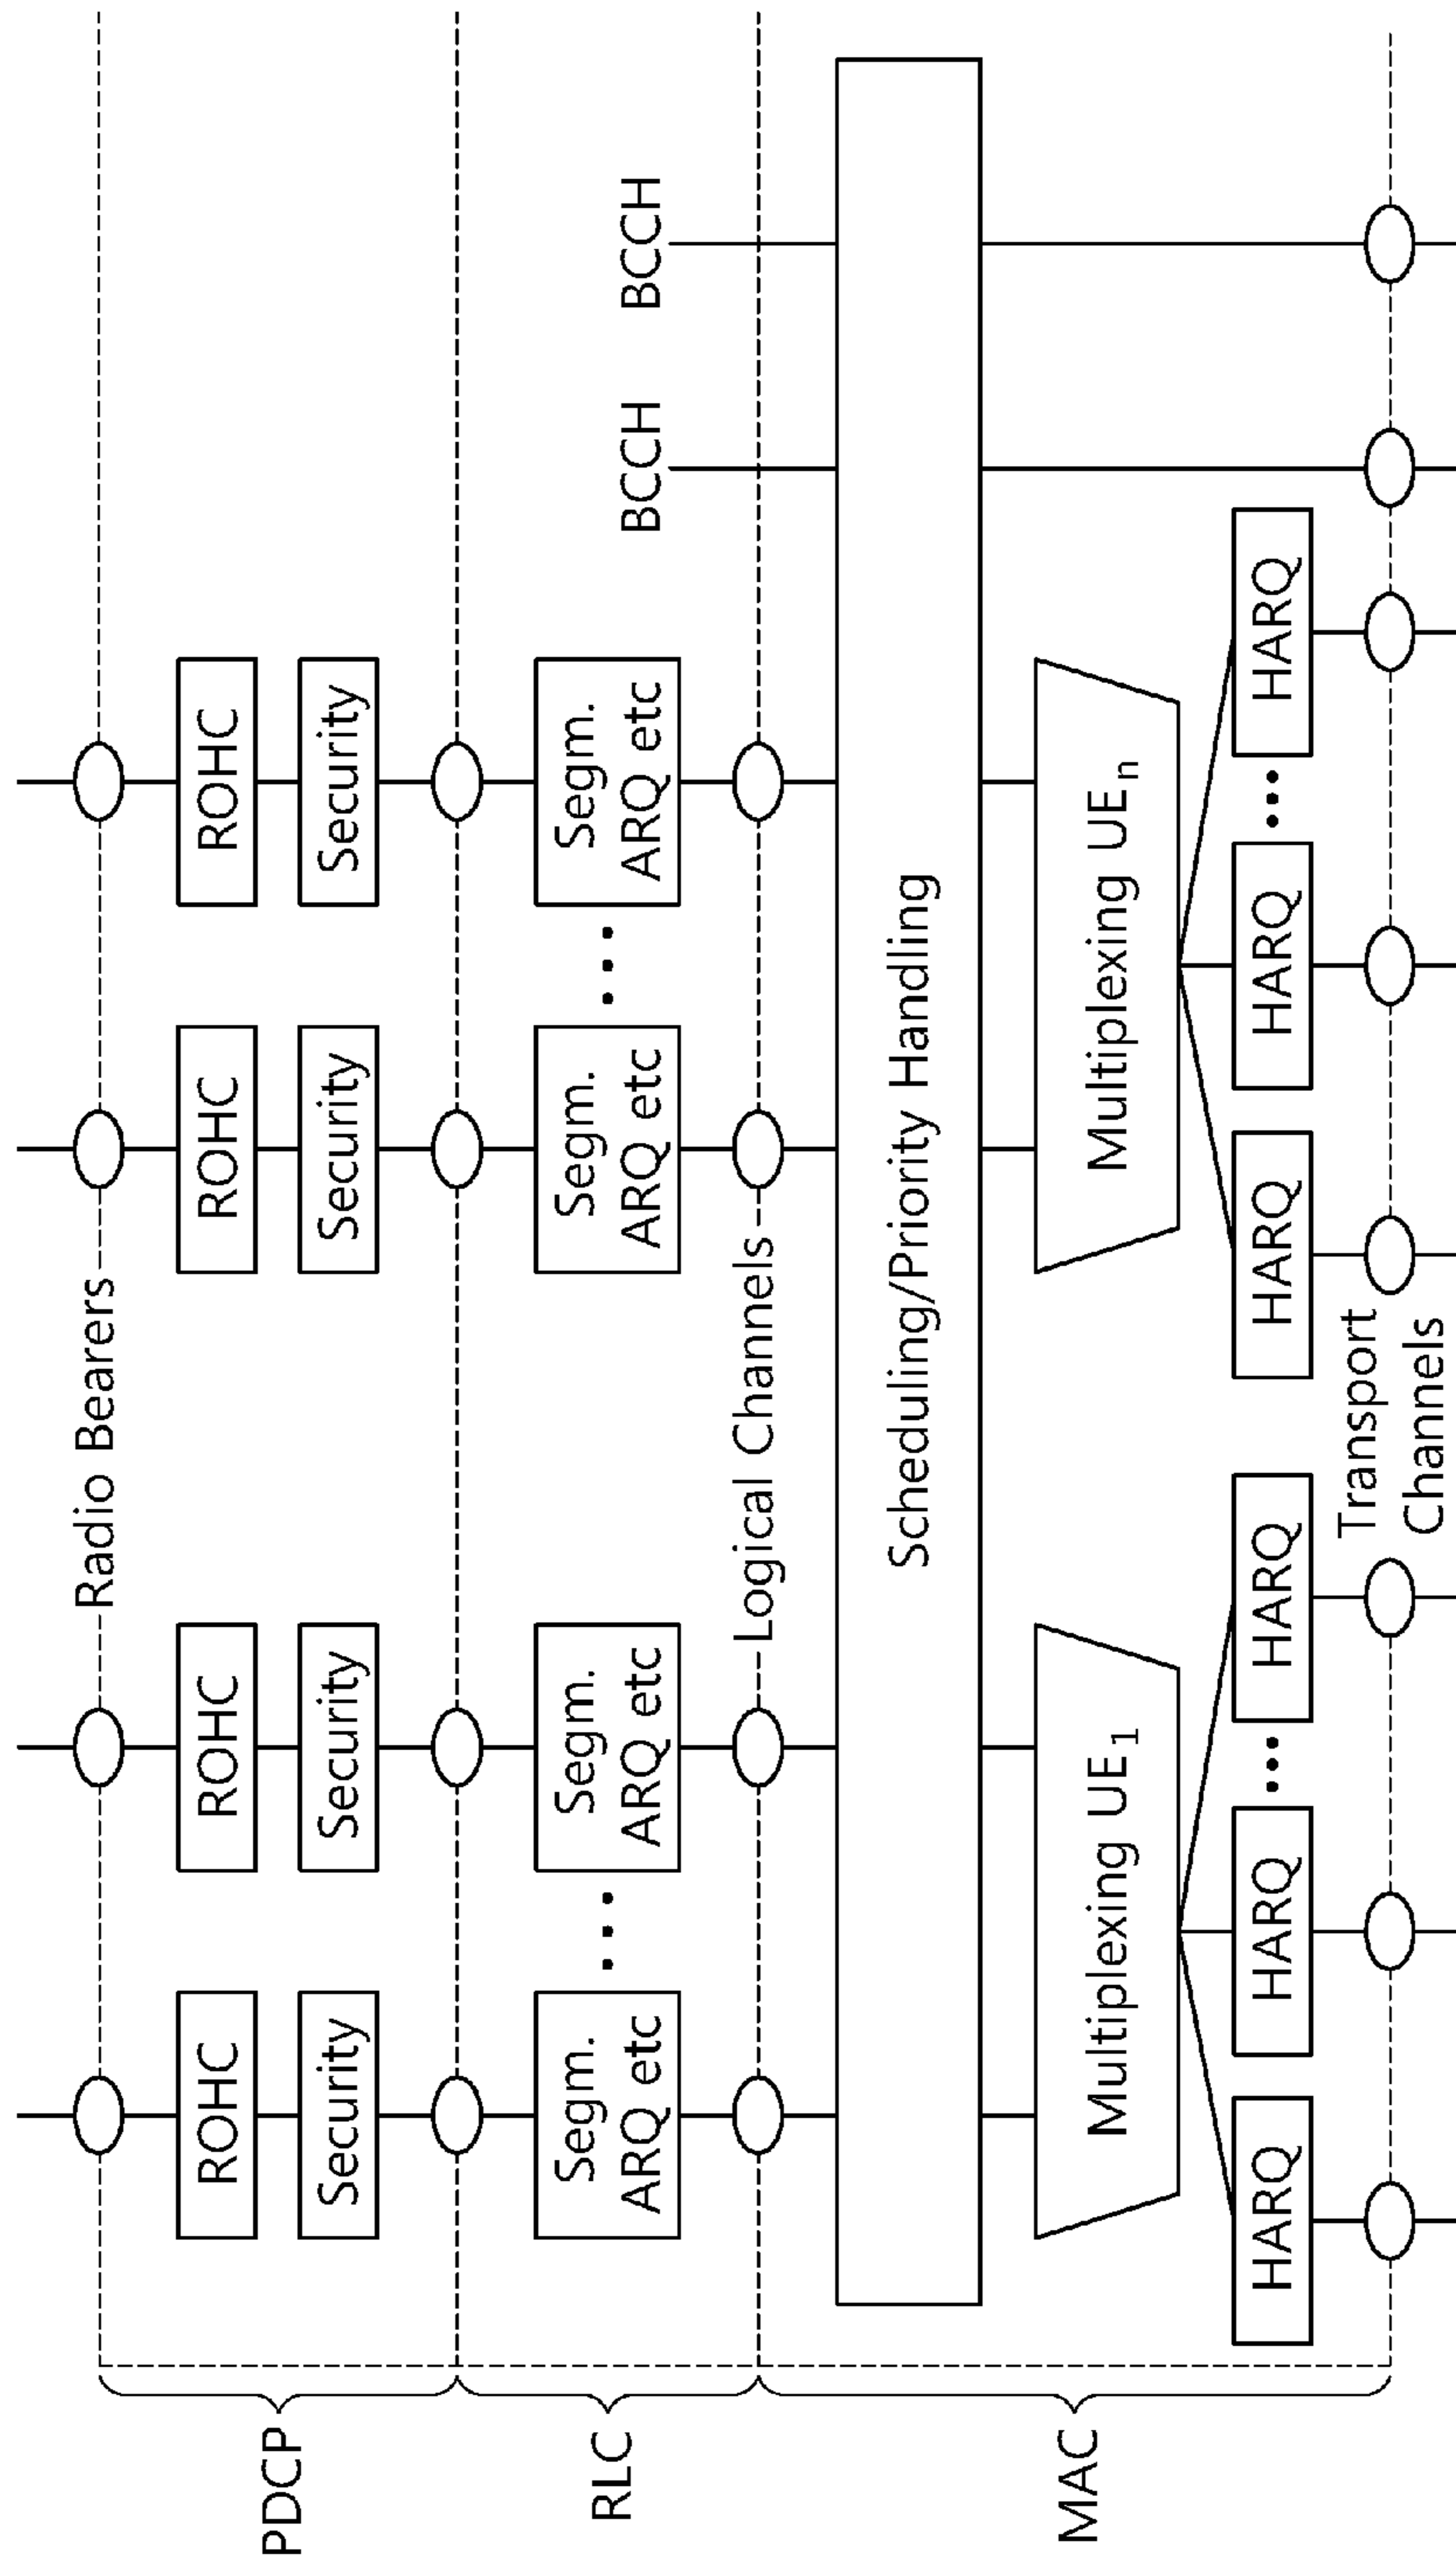 Radio Bearers
PDCP
ROHC
ROHC
ROHC
ROHC
Security
Security
Security
Security
RLC
Segm.
ARQ etc
Segm.
ARQ etc
Segm.
ARQ etc
Segm.
ARQ etc
BCCH
BCCH
Logical Channels
MAC
Scheduling/Priority Handling
Multiplexing UE1
Multiplexing UEn
HARQ
HARQ
HARQ
HARQ
HARQ
HARQ
Transport
Channels